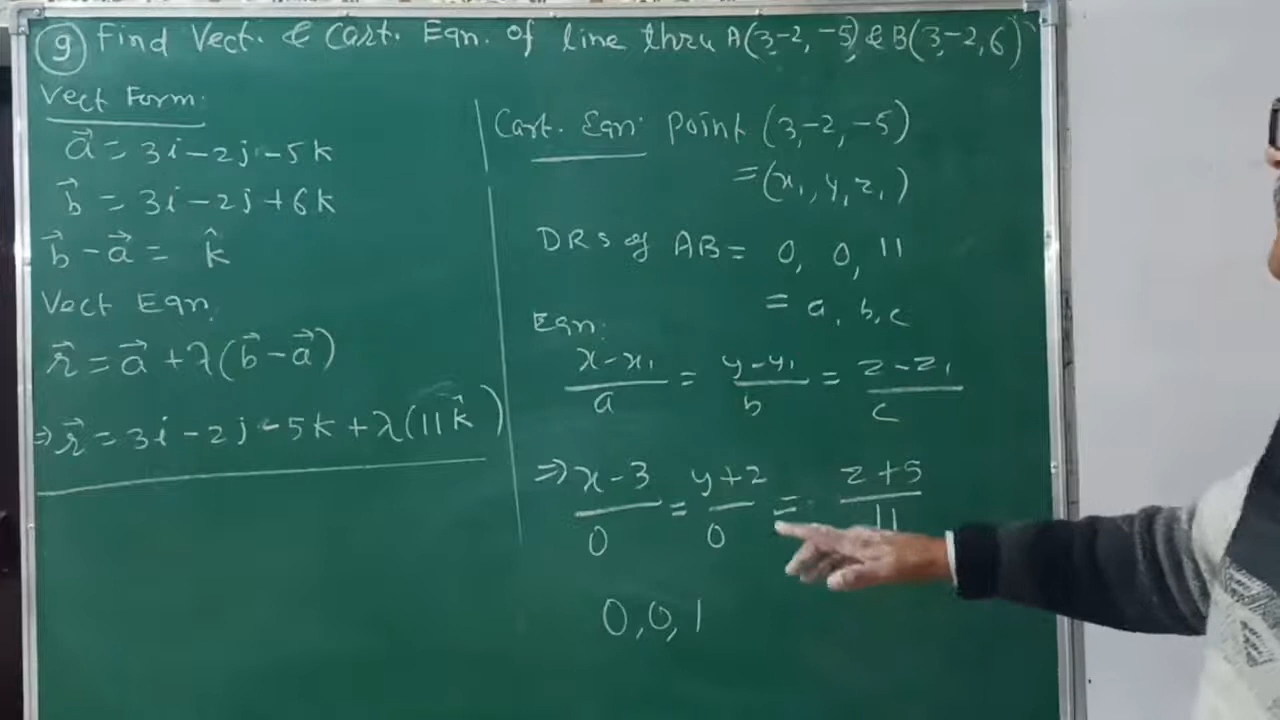 9 Find Vect. & Cart. Eqn. of line thru A(3,-2,-5) & B(3,-2,6)
Vect Form.
a⃗ = 3i - 2j - 5k
b⃗ = 3i - 2j + 6k
b⃗ - a⃗ = k̂
Vect Eqn.
r⃗ = a⃗ + λ(b⃗ - a⃗)
⇒ r⃗ = 3i - 2j - 5k + λ(11k̂)
Cart. Eqn. Point (3,-2,-5)
= (x₁, y, z₁)
DRs of AB = 0, 0, 11
= a, b, c
Eqn.
x-x₁/a = y-y₁/b = z-z₁/c
⇒ x-3/0 = y+2/0 = z+5/11
0, 0, 1